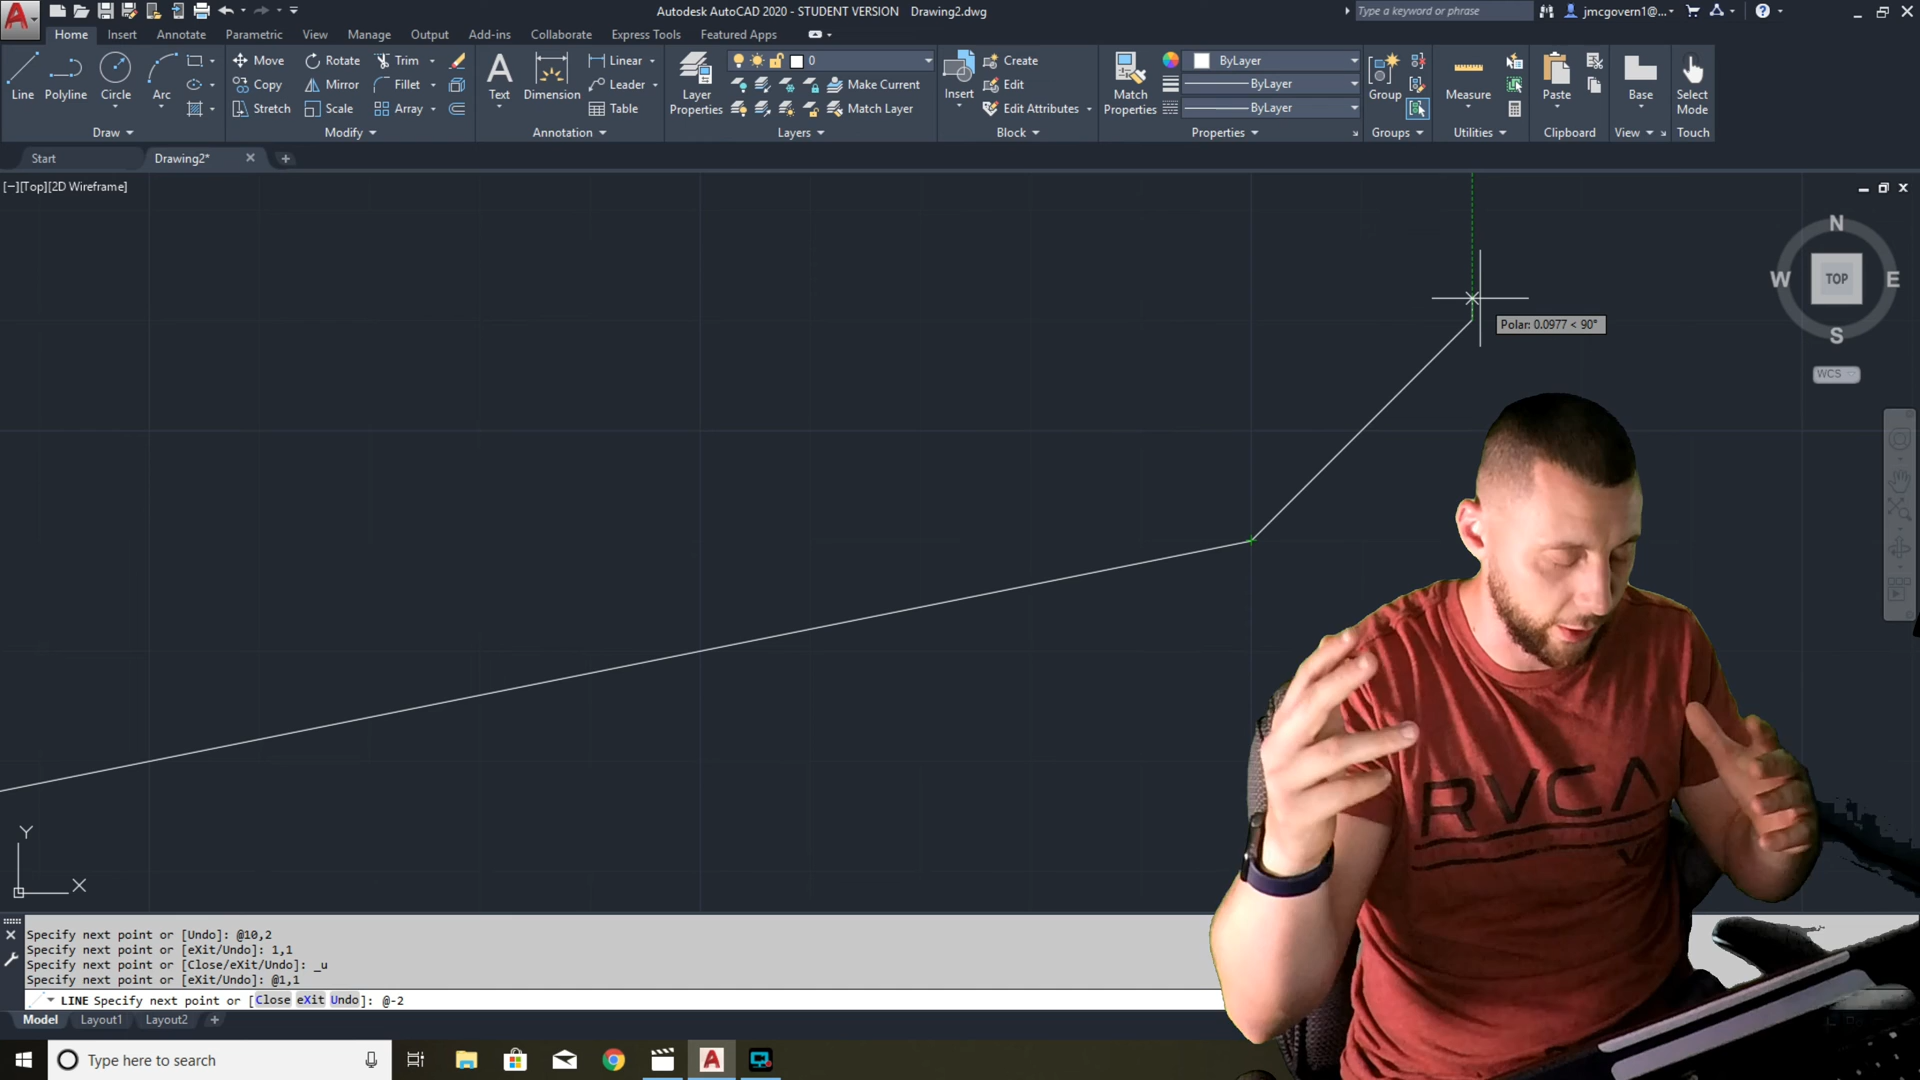 Autodesk AutoCAD 2020 - STUDENT VERSION Drawing2.dwg
Type a keyword or phrase
jmcgovern1@...
Home Insert Annotate Parametric View Manage Output Add-ins Collaborate Express Tools Featured Apps
Line Polyline Circle Arc
Move Rotate Trim
Copy Mirror Fillet
Stretch Scale Array
Text Dimension
Linear
Leader
Table
Layer Properties
0
Make Current
Match Layer
Insert
Create
Edit
Edit Attributes
Match Properties
ByLayer
ByLayer
ByLayer
Group
Measure
Paste
Base
Select Mode
Draw Modify Annotation Layers Block Properties Groups Utilities Clipboard View Touch
Start Drawing2*
[−][Top][2D Wireframe]
N
W TOP E
S
WCS
Polar: 0.0977 < 90°
RVCA
Y
X
Specify next point or [Undo]: @10,2
Specify next point or [eXit/Undo]: 1,1
Specify next point or [Close/eXit/Undo]: _u
Specify next point or [eXit/Undo]: @1,1
LINE Specify next point or [Close eXit Undo]: @-2
Model Layout1 Layout2
Type here to search